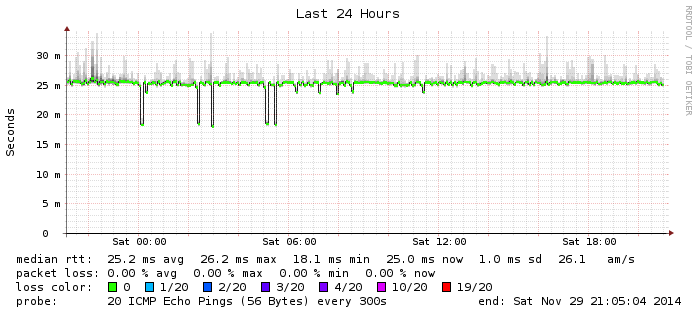 Last 24 Hours
RRDTOOL / TOBI OETIKER
Seconds
30 m
25 m
20 m
15 m
10 m
5 m
0
Sat 00:00 Sat 06:00 Sat 12:00 Sat 18:00
median rtt: 25.2 ms avg 26.2 ms max 18.1 ms min 25.0 ms now 1.0 ms sd 26.1 am/s
packet loss: 0.00 % avg 0.00 % max 0.00 % min 0.00 % now
loss color: 0 1/20 2/20 3/20 4/20 10/20 19/20
probe: 20 ICMP Echo Pings (56 Bytes) every 300s end: Sat Nov 29 21:05:04 2014